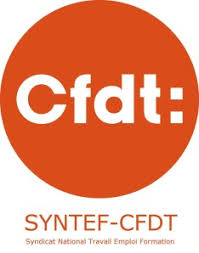 Cfdt:
SYNTEF-CFDT
Syndicat National Travail Emploi Formation